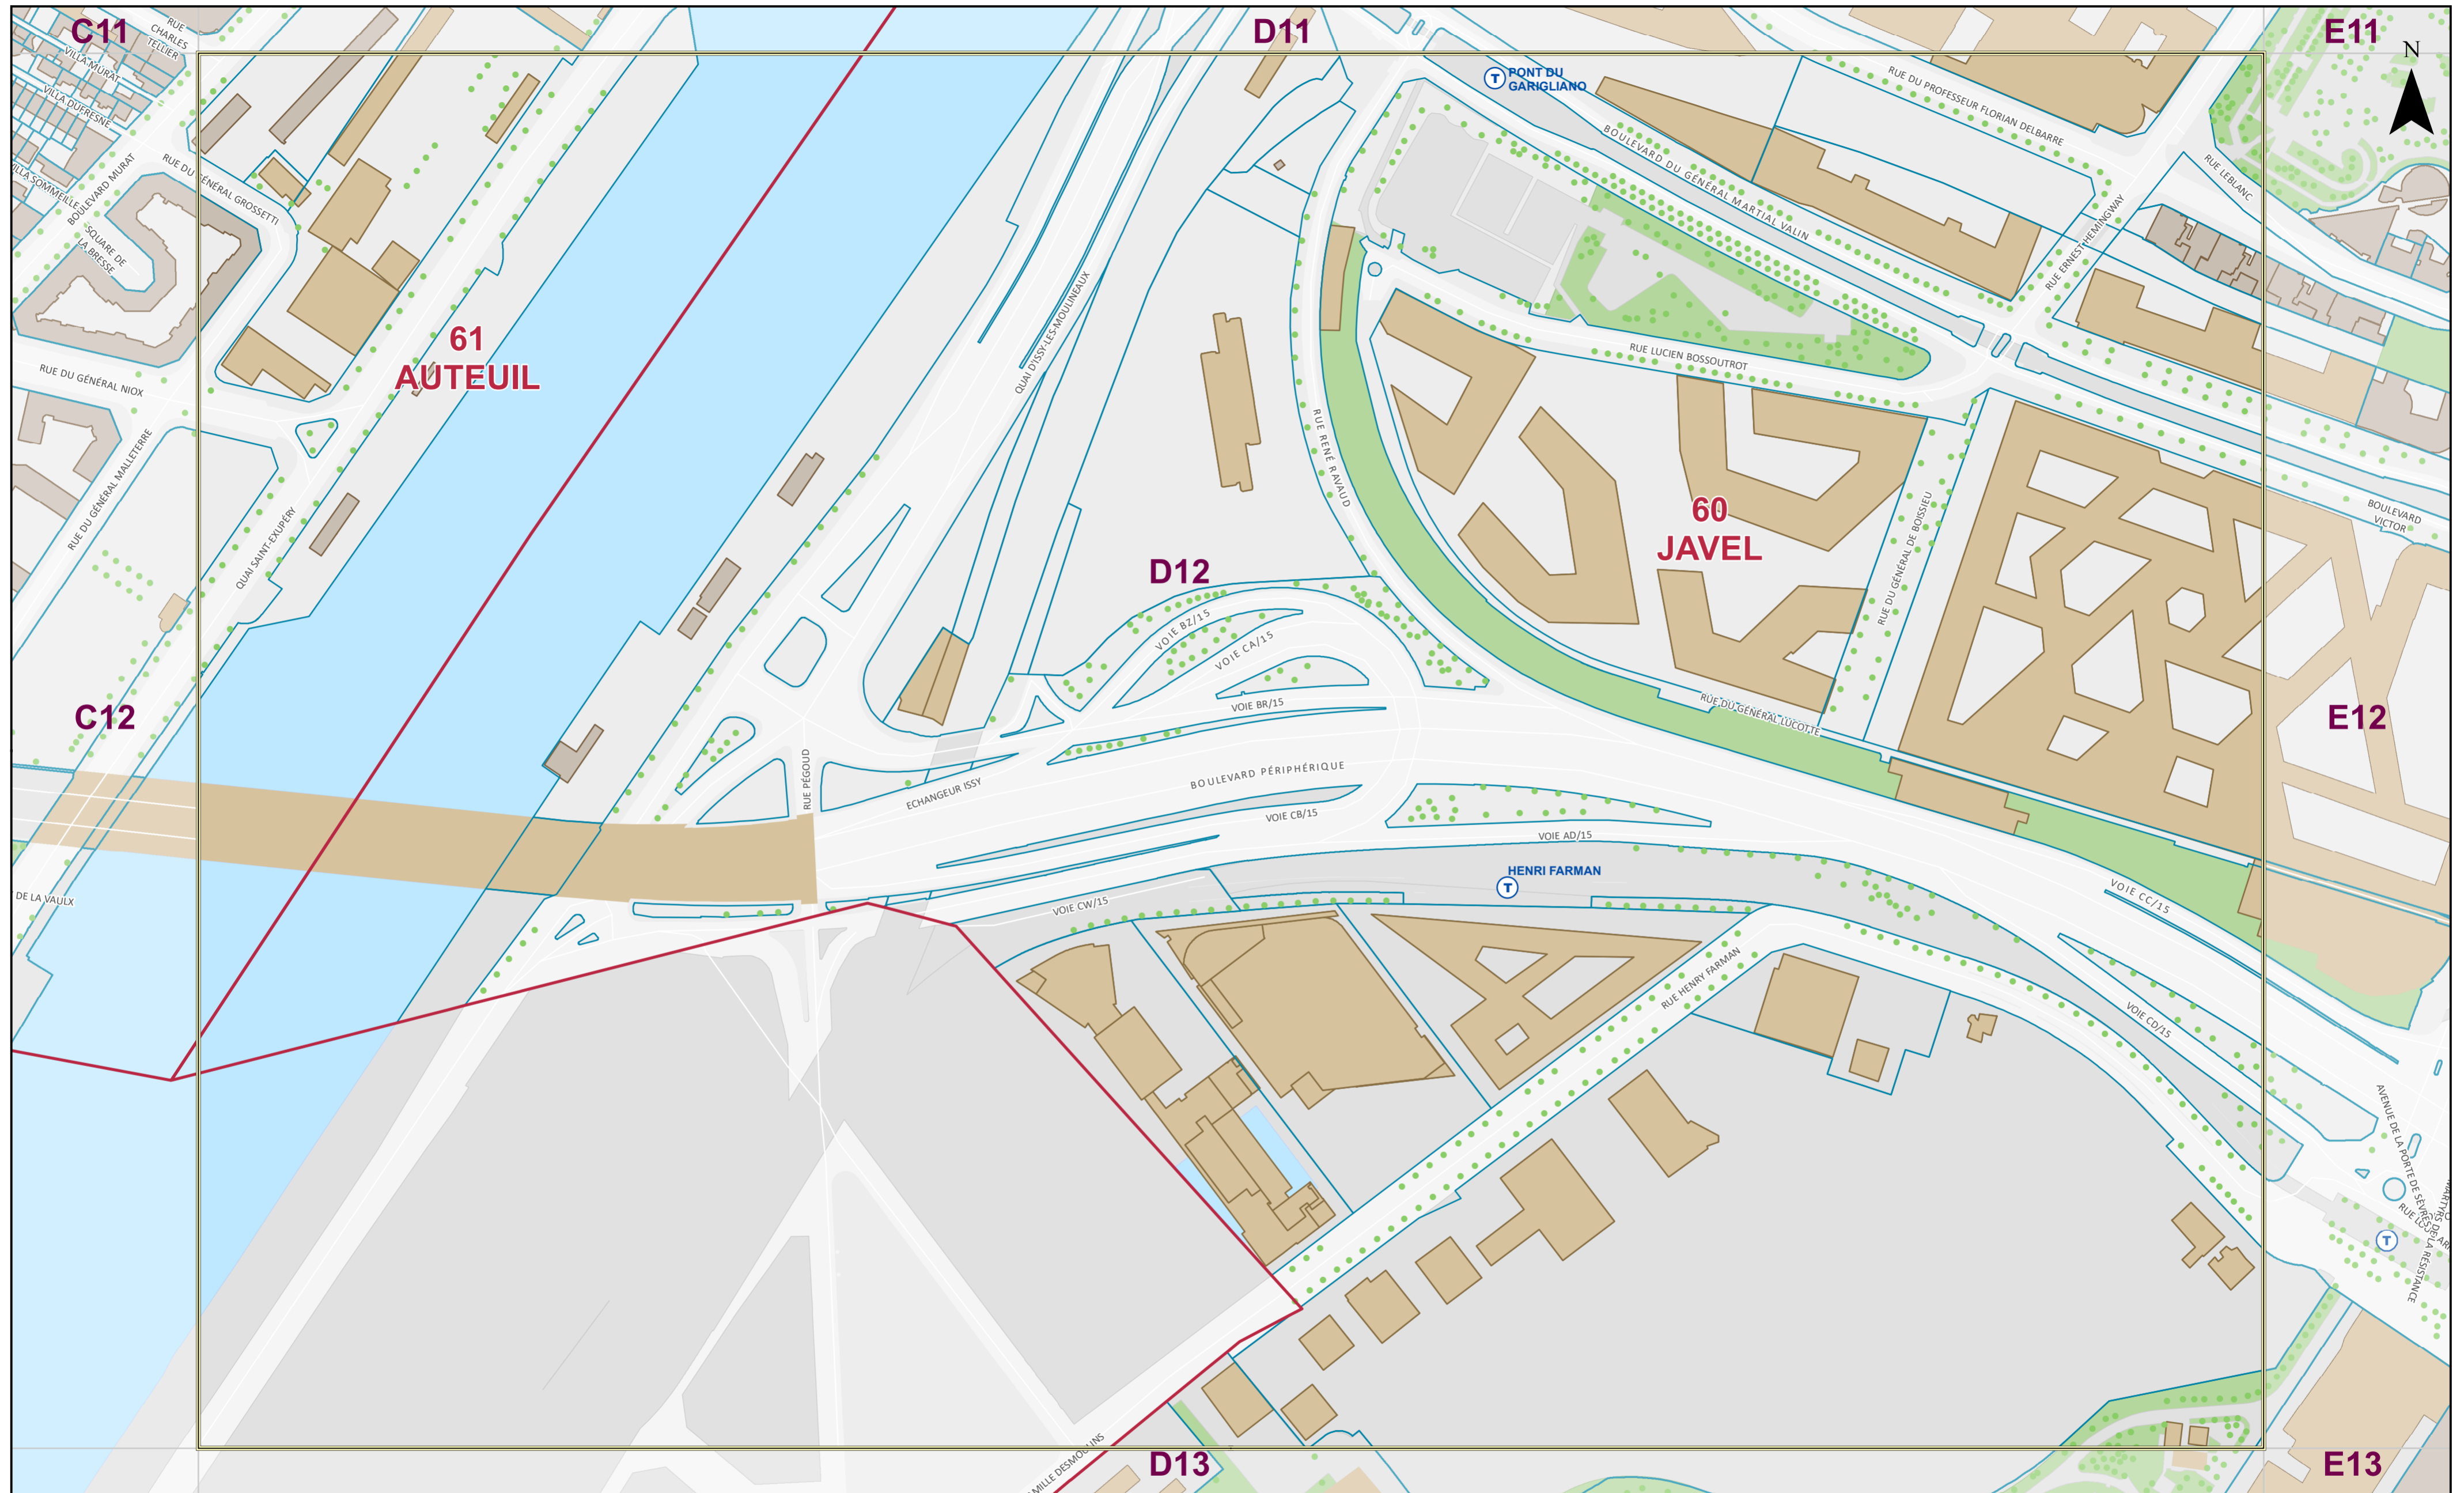 C11
D11
E11
N
RUE
CHARLES
TELLIER
VILLA MURAT
VILLA DUFRESNE
BOULEVARD MURAT
RUE DU GÉNÉRAL GROSSETTI
SQUARE DE
LA BRESSE
PONT DU
GARIGLIANO
BOULEVARD DU GÉNÉRAL MARTIAL VALIN
RUE DU PROFESSEUR FLORIAN DELBARRE
RUE LEBLANC
RUE ERNEST HEMINGWAY
61
AUTEUIL
QUAI D'ISSY-LES-MOULINEAUX
RUE DU GÉNÉRAL NIOX
RUE DU GÉNÉRAL MALLETERRE
QUAI SAINT-EXUPÉRY
RUE RENÉ RAVAUD
RUE LUCIEN BOSSOUTROT
60
JAVEL
RUE DU GÉNÉRAL DE BOISSIEU
BOULEVARD
VICTOR
D12
VOIE BZ/15
VOIE CA/15
VOIE BR/15
RUE DU GÉNÉRAL LUCOTTE
C12
E12
RUE PÉGOUD
ECHANGEUR ISSY
BOULEVARD PÉRIPHÉRIQUE
VOIE CB/15
VOIE AD/15
HENRI FARMAN
VOIE CW/15
DE LA VAULX
VOIE CC/15
RUE HENRY FARMAN
VOIE CD/15
AVENUE DE LA PORTE DE SÈVRES
DE LA RÉSISTANCE
D13
E13